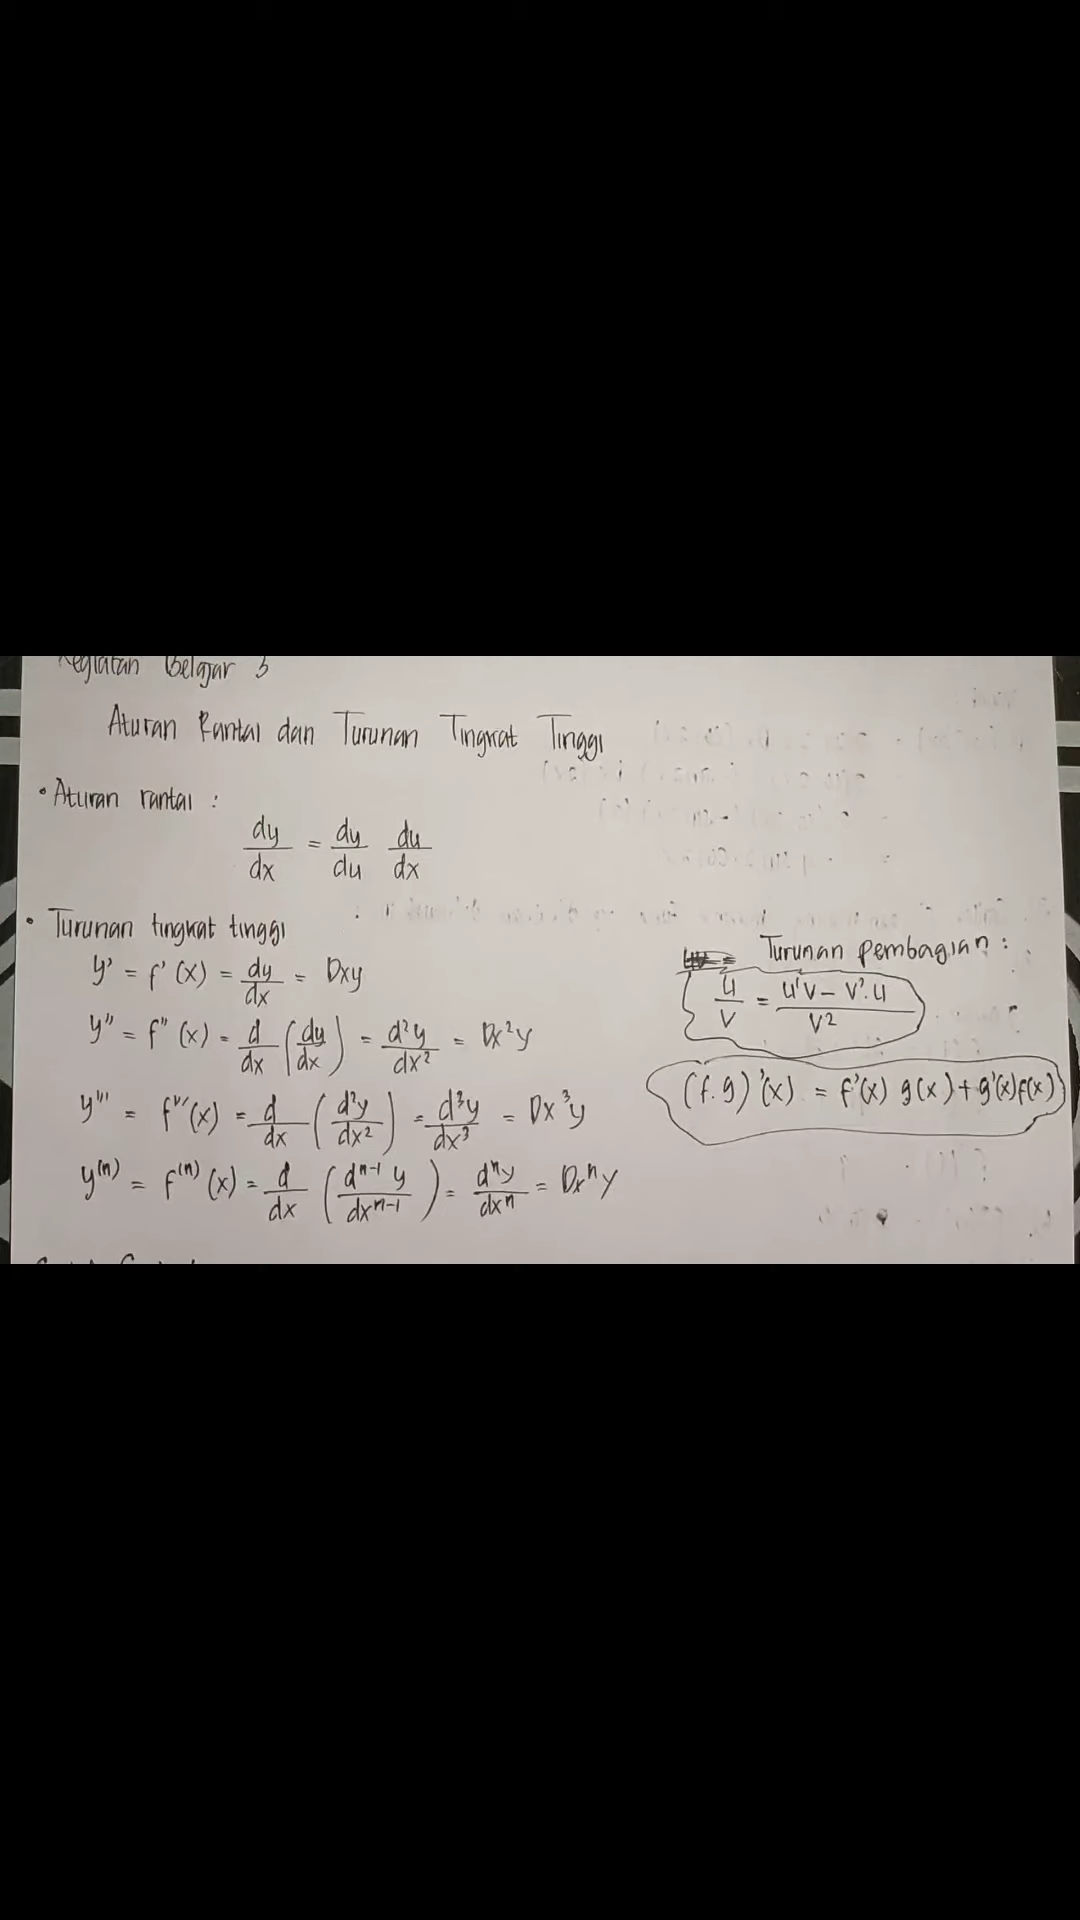 Kegiatan Belajar 3
Aturan Rantai dan Turunan Tingkat Tinggi
• Aturan rantai :
dy/dx = dy/du du/dx
• Turunan tingkat tinggi :
y' = f'(x) = dy/dx = Dxy
y'' = f''(x) = d/dx (dy/dx) = d²y/dx² = Dx²y
y''' = f'''(x) = d/dx (d²y/dx²) = d³y/dx³ = Dx³y
y⁽ⁿ⁾ = f⁽ⁿ⁾(x) = d/dx (dⁿ⁻¹y/dxⁿ⁻¹) = dⁿy/dxⁿ = Dxⁿy
Turunan pembagian :
u/v = u'v - v'.u/v²
(f.g)'(x) = f'(x) g(x) + g'(x)f(x)